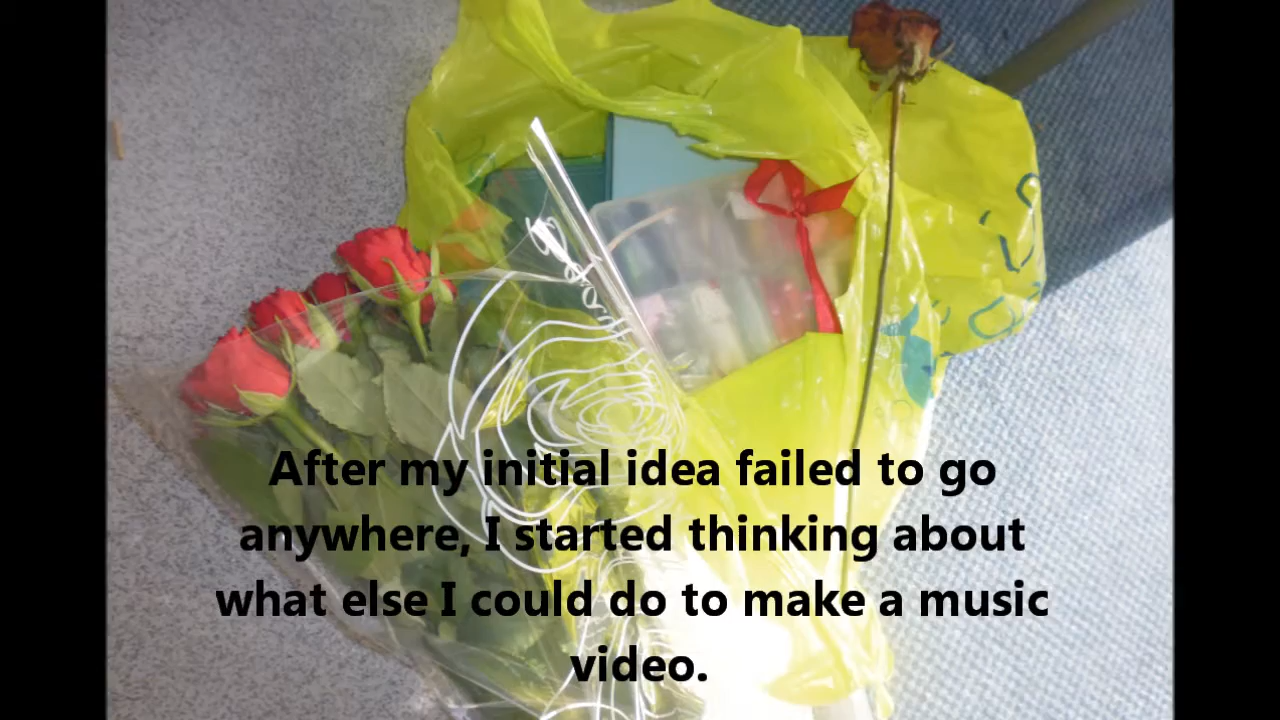 After my initial idea failed to go
anywhere, I started thinking about
what else I could do to make a music
video.